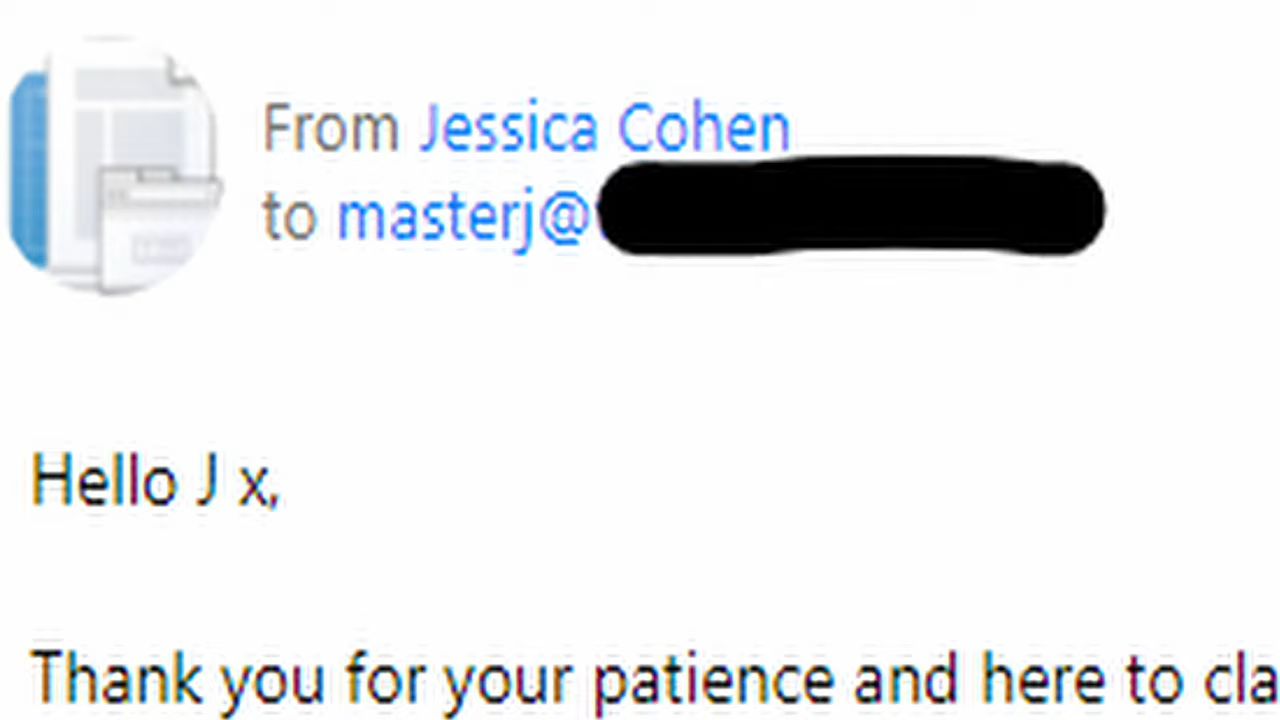 From Jessica Cohen
to masterj@
Hello J x,
Thank you for your patience and here to cla